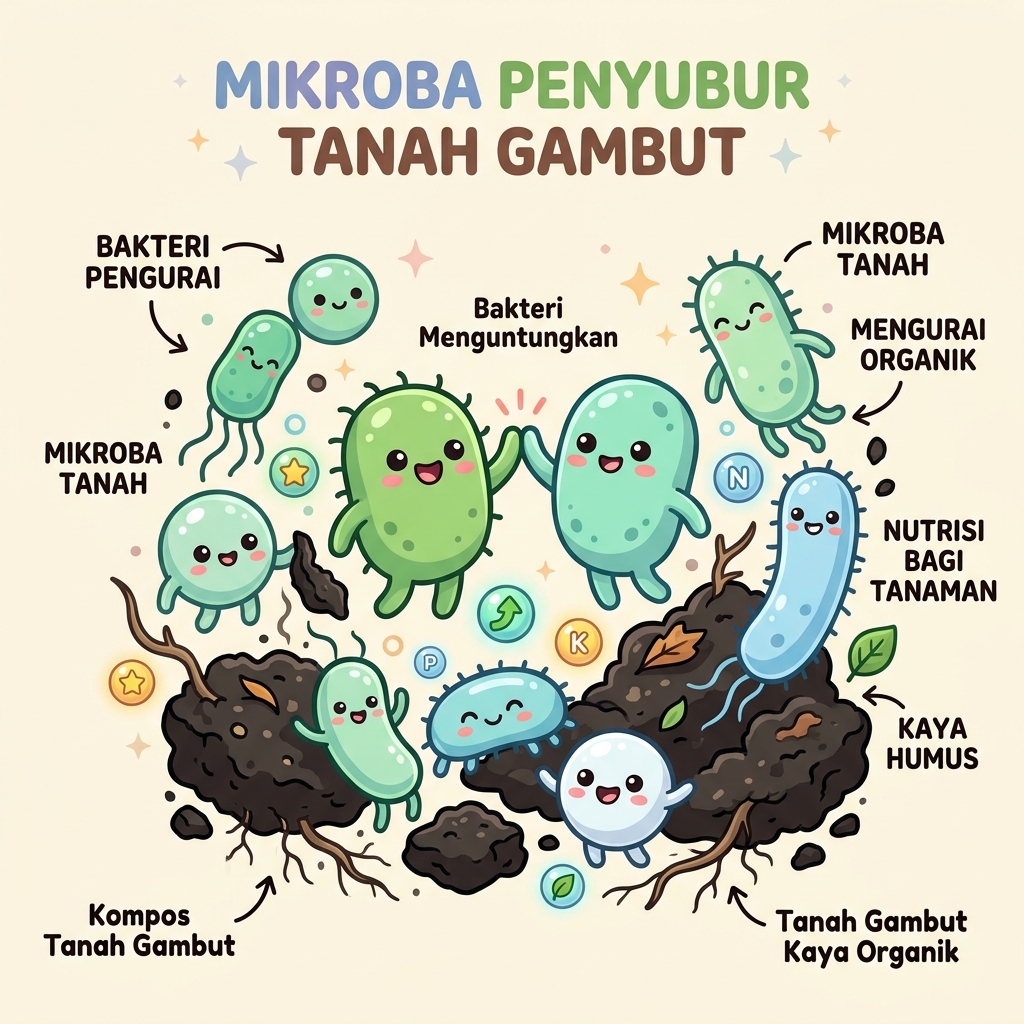 MIKROBA PENYUBUR
TANAH GAMBUT
BAKTERI
PENGURAI
MIKROBA
TANAH
Bakteri
Menguntungkan
MENGURAI
ORGANIK
MIKROBA
TANAH
N
NUTRISI
BAGI
TANAMAN
P
K
KAYA
HUMUS
Kompos
Tanah Gambut
Tanah Gambut
Kaya Organik